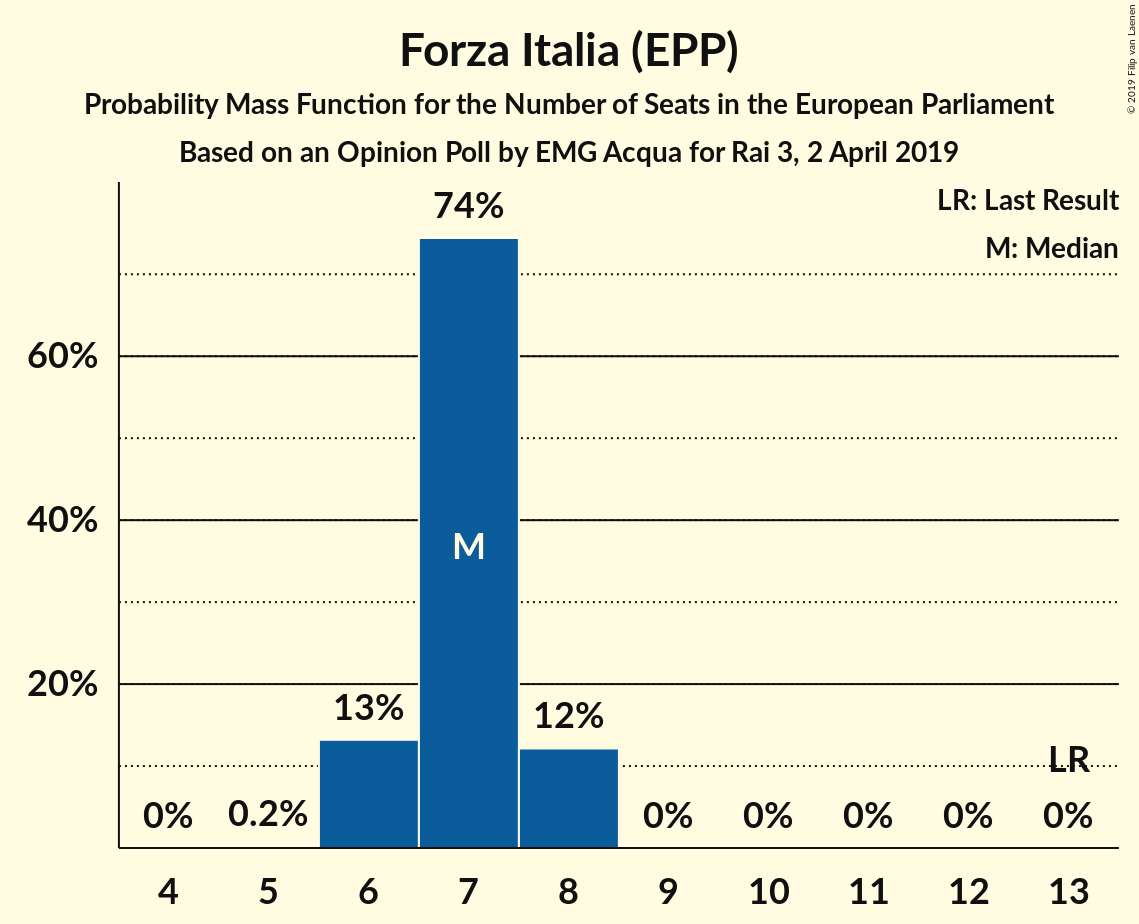 Forza Italia (EPP)
Probability Mass Function for the Number of Seats in the European Parliament
Based on an Opinion Poll by EMG Acqua for Rai 3, 2 April 2019
© 2019 Filip van Laenen
LR: Last Result
M: Median
74%
60%
40%
M
20%
13%
12%
LR
0%
0.2%
0%
0%
0%
0%
0%
4
5
6
7
8
9
10
11
12
13